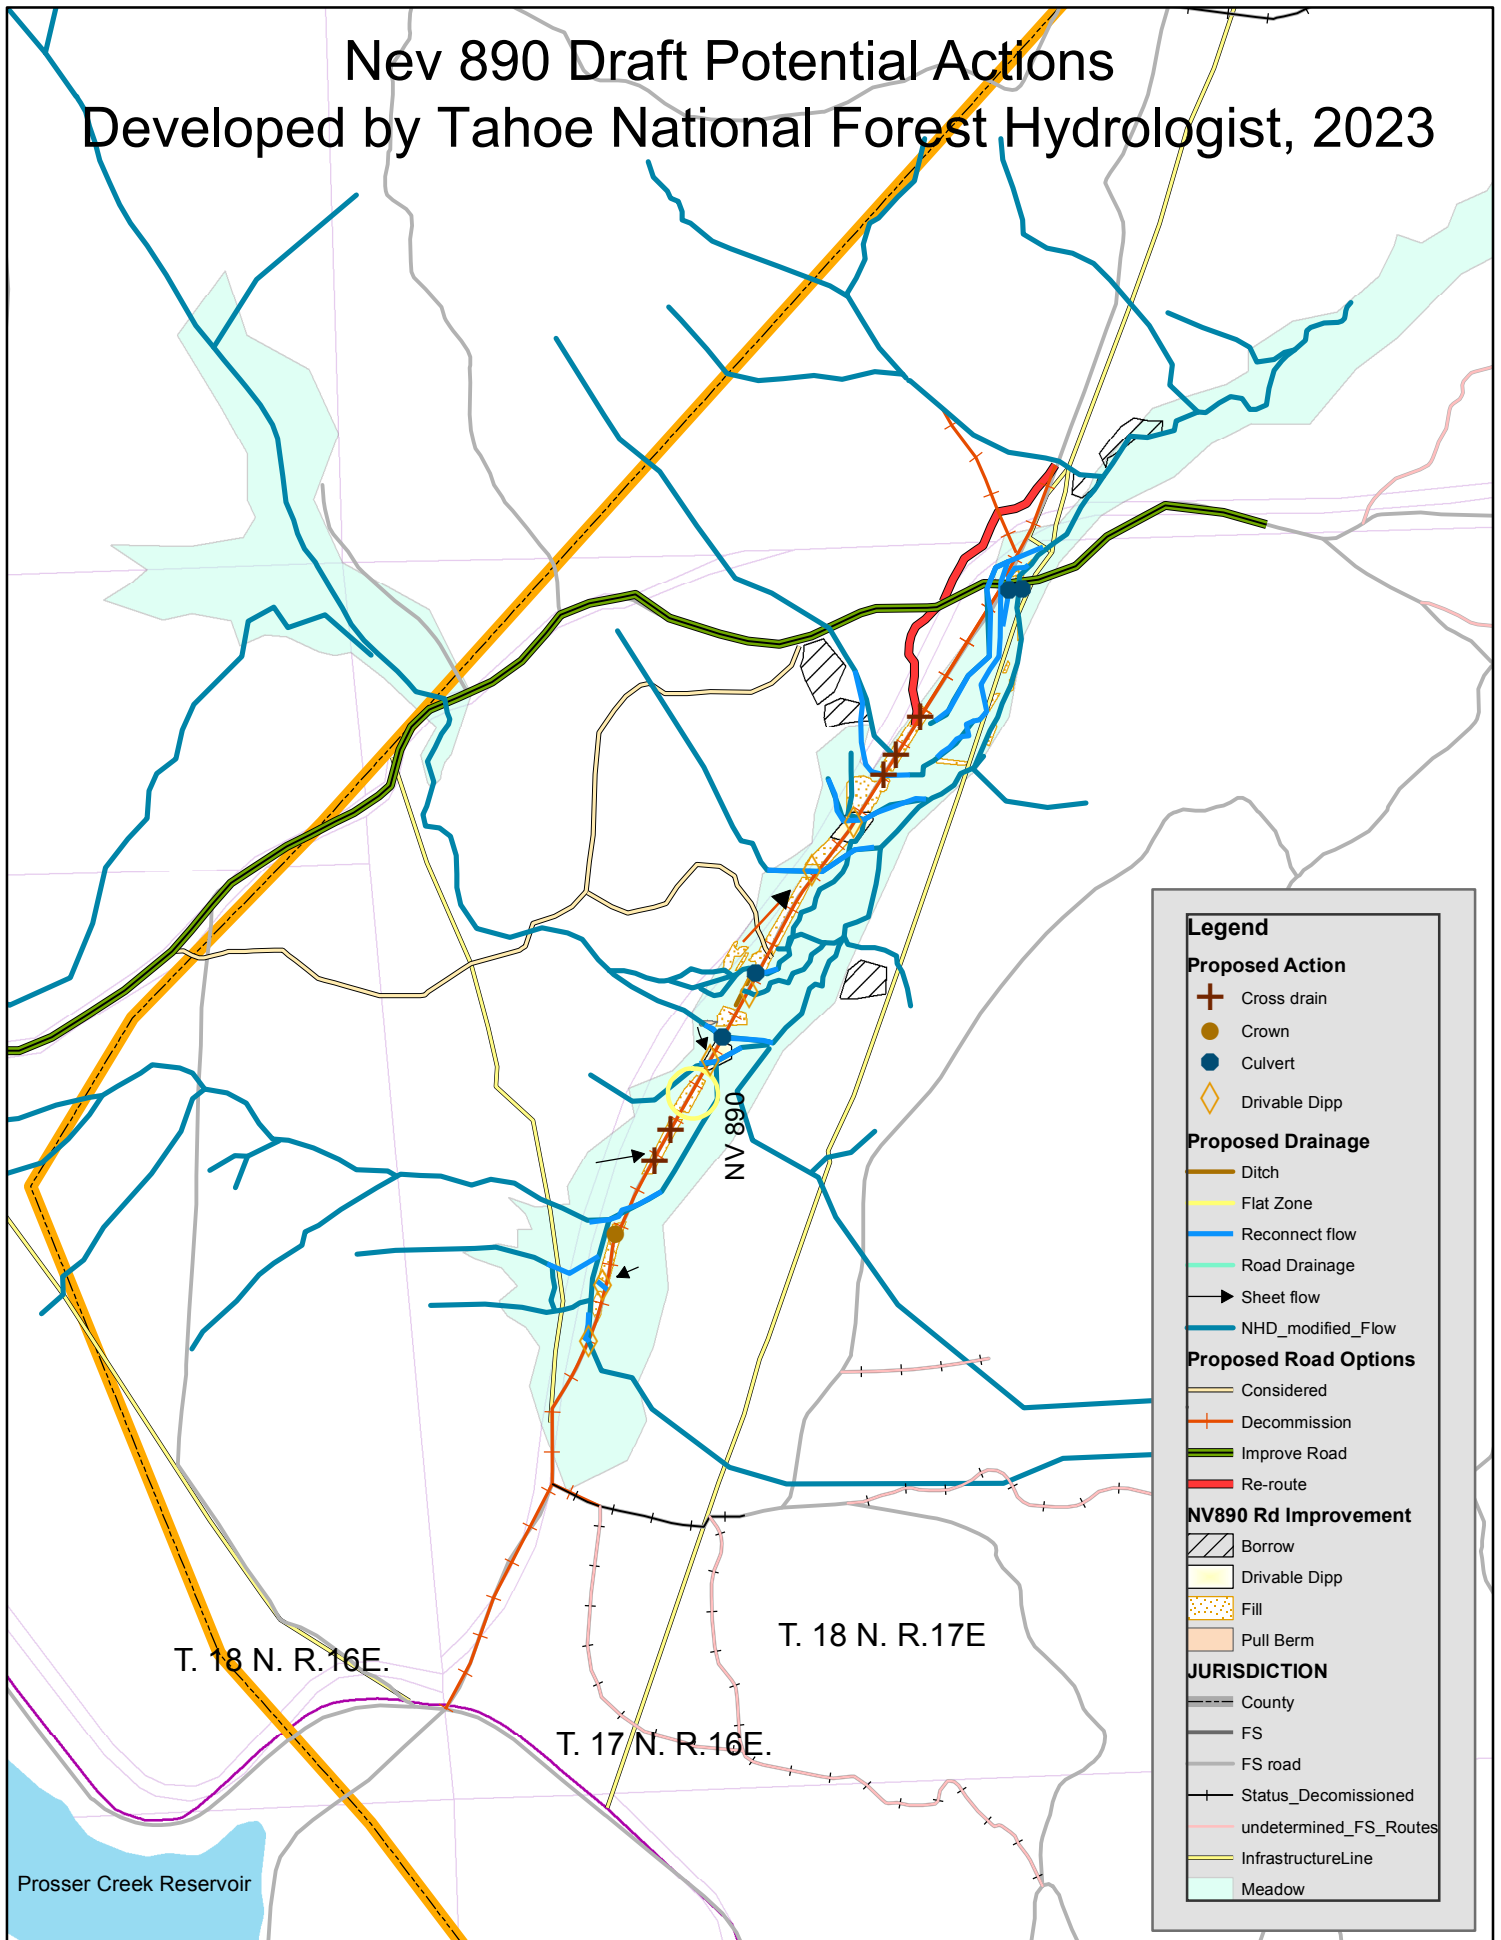 Nev 890 Draft Potential Actions
Developed by Tahoe National Forest Hydrologist, 2023
NV 890
T. 18 N. R.16E.
T. 18 N. R.17E
T. 17 N. R.16E.
Prosser Creek Reservoir
Legend
Proposed Action
Cross drain
Crown
Culvert
Drivable Dipp
Proposed Drainage
Ditch
Flat Zone
Reconnect flow
Road Drainage
Sheet flow
NHD_modified_Flow
Proposed Road Options
Considered
Decommission
Improve Road
Re-route
NV890 Rd Improvement
Borrow
Drivable Dipp
Fill
Pull Berm
JURISDICTION
County
FS
FS road
Status_Decomissioned
undetermined_FS_Routes
InfrastructureLine
Meadow